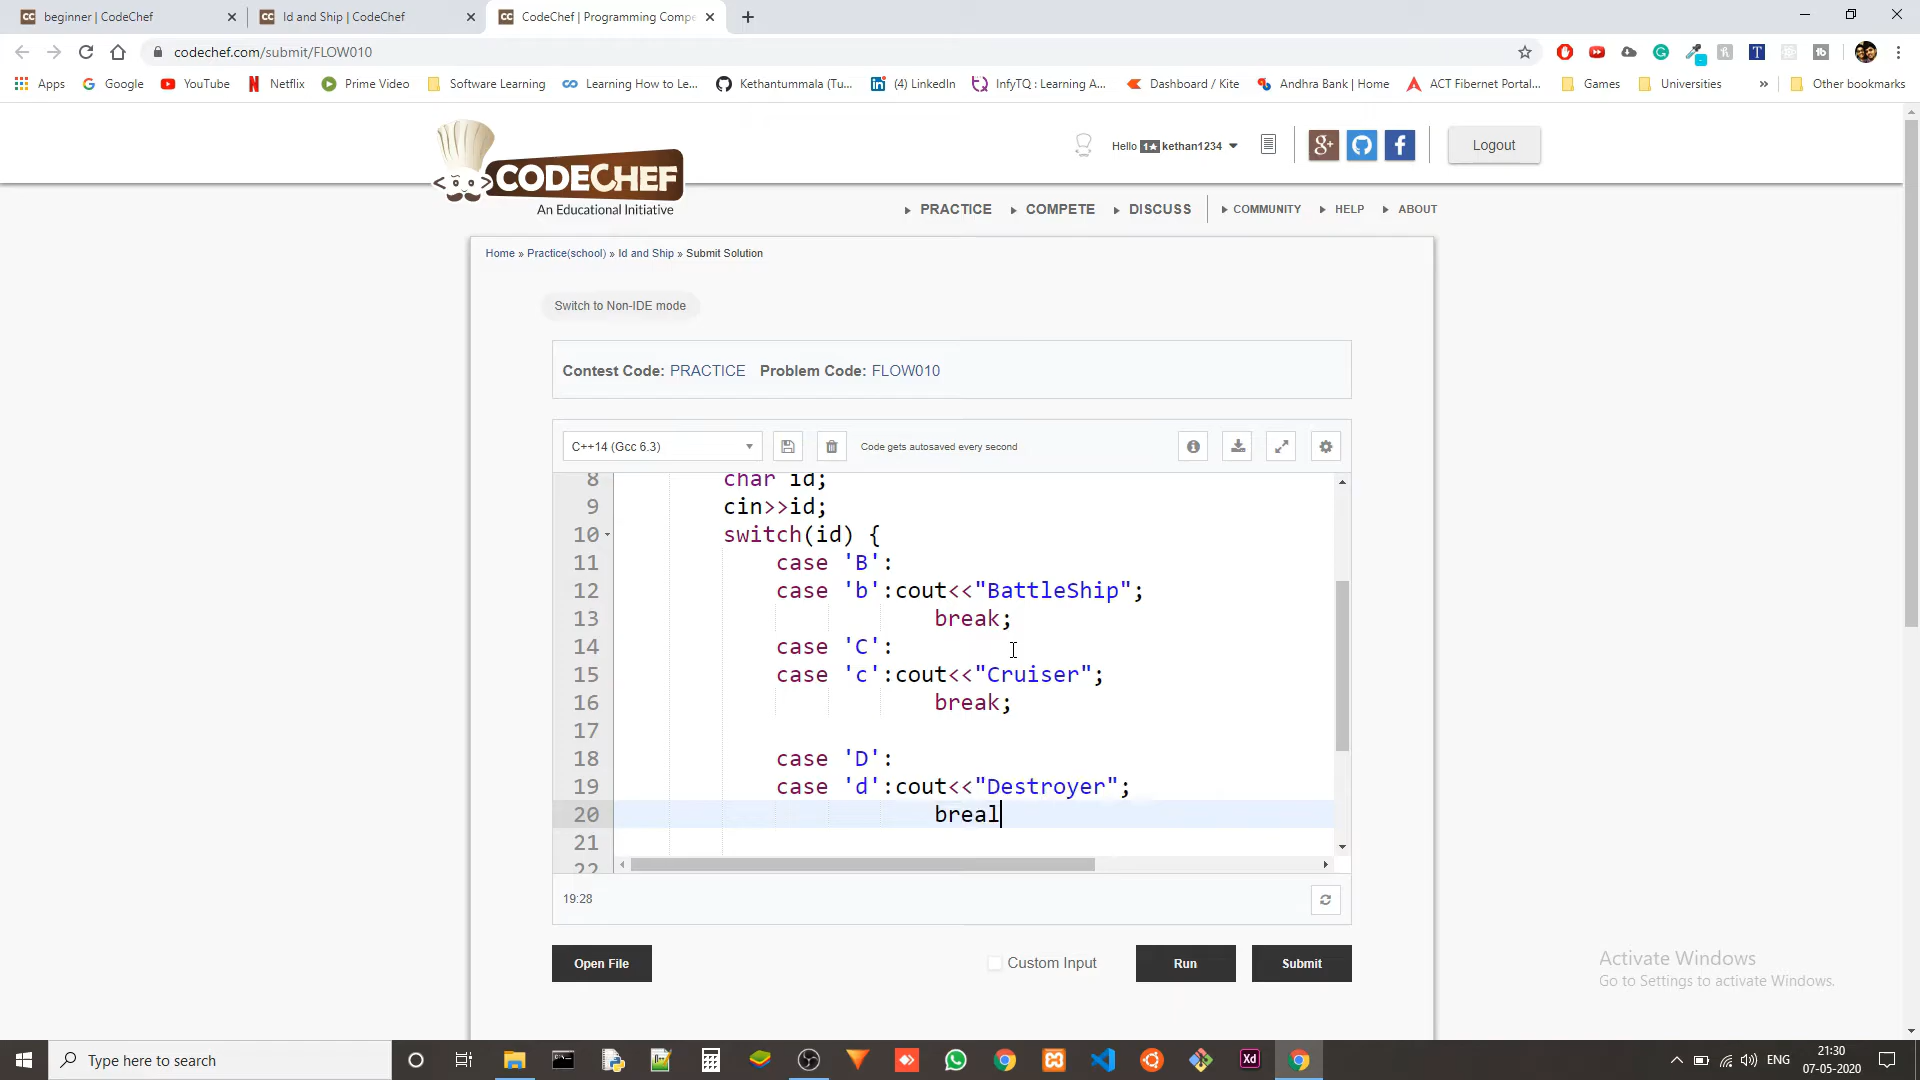 beginner | CodeChef
Id and Ship | CodeChef
CodeChef | Programming Compe
codechef.com/submit/FLOW010
Apps
Google
YouTube
Netflix
Prime Video
Software Learning
Learning How to Le...
Kethantummala (Tu...
(4) LinkedIn
InfyTQ : Learning A...
Dashboard / Kite
Andhra Bank | Home
ACT Fibernet Portal...
Games
Universities
»
Other bookmarks
CODECHEF
An Educational Initiative
Hello 1★ kethan1234
Logout
PRACTICE
COMPETE
DISCUSS
COMMUNITY
HELP
ABOUT
Home » Practice(school) » Id and Ship » Submit Solution
Switch to Non-IDE mode
Contest Code: PRACTICE Problem Code: FLOW010
C++14 (Gcc 6.3)
Code gets autosaved every second
8 char id;
9 cin>>id;
10 switch(id) {
11 case 'B':
12 case 'b':cout<<"BattleShip";
13 break;
14 case 'C':
15 case 'c':cout<<"Cruiser";
16 break;
17
18 case 'D':
19 case 'd':cout<<"Destroyer";
20 breal
21
22
19:28
Open File
Custom Input
Run
Submit
Activate Windows
Go to Settings to activate Windows.
Type here to search
Xd
ENG
21:30
07-05-2020